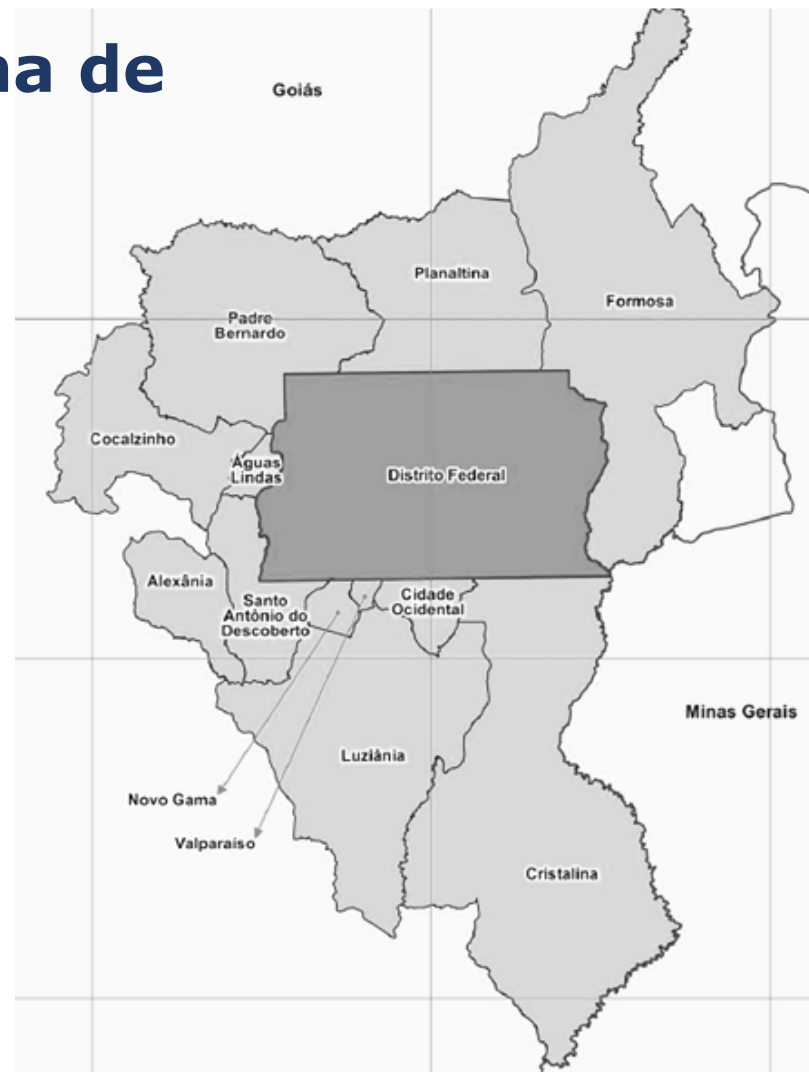 na de
Goiás
Planaltina
Formosa
Padre
Bernardo
Cocalzinho
Águas
Lindas
Distrito Federal
Alexânia
Santo
Antônio do
Descoberto
Cidade
Ocidental
Minas Gerais
Luziânia
Novo Gama
Valparaiso
Cristalina